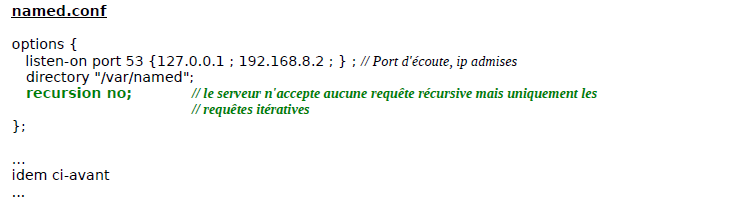 named.conf
options {
listen-on port 53 {127.0.0.1 ; 192.168.8.2 ; } ; // Port d'écoute, ip admises
directory "/var/named";
recursion no; // le serveur n'accepte aucune requête récursive mais uniquement les
// requêtes itératives
};
...
idem ci-avant
...